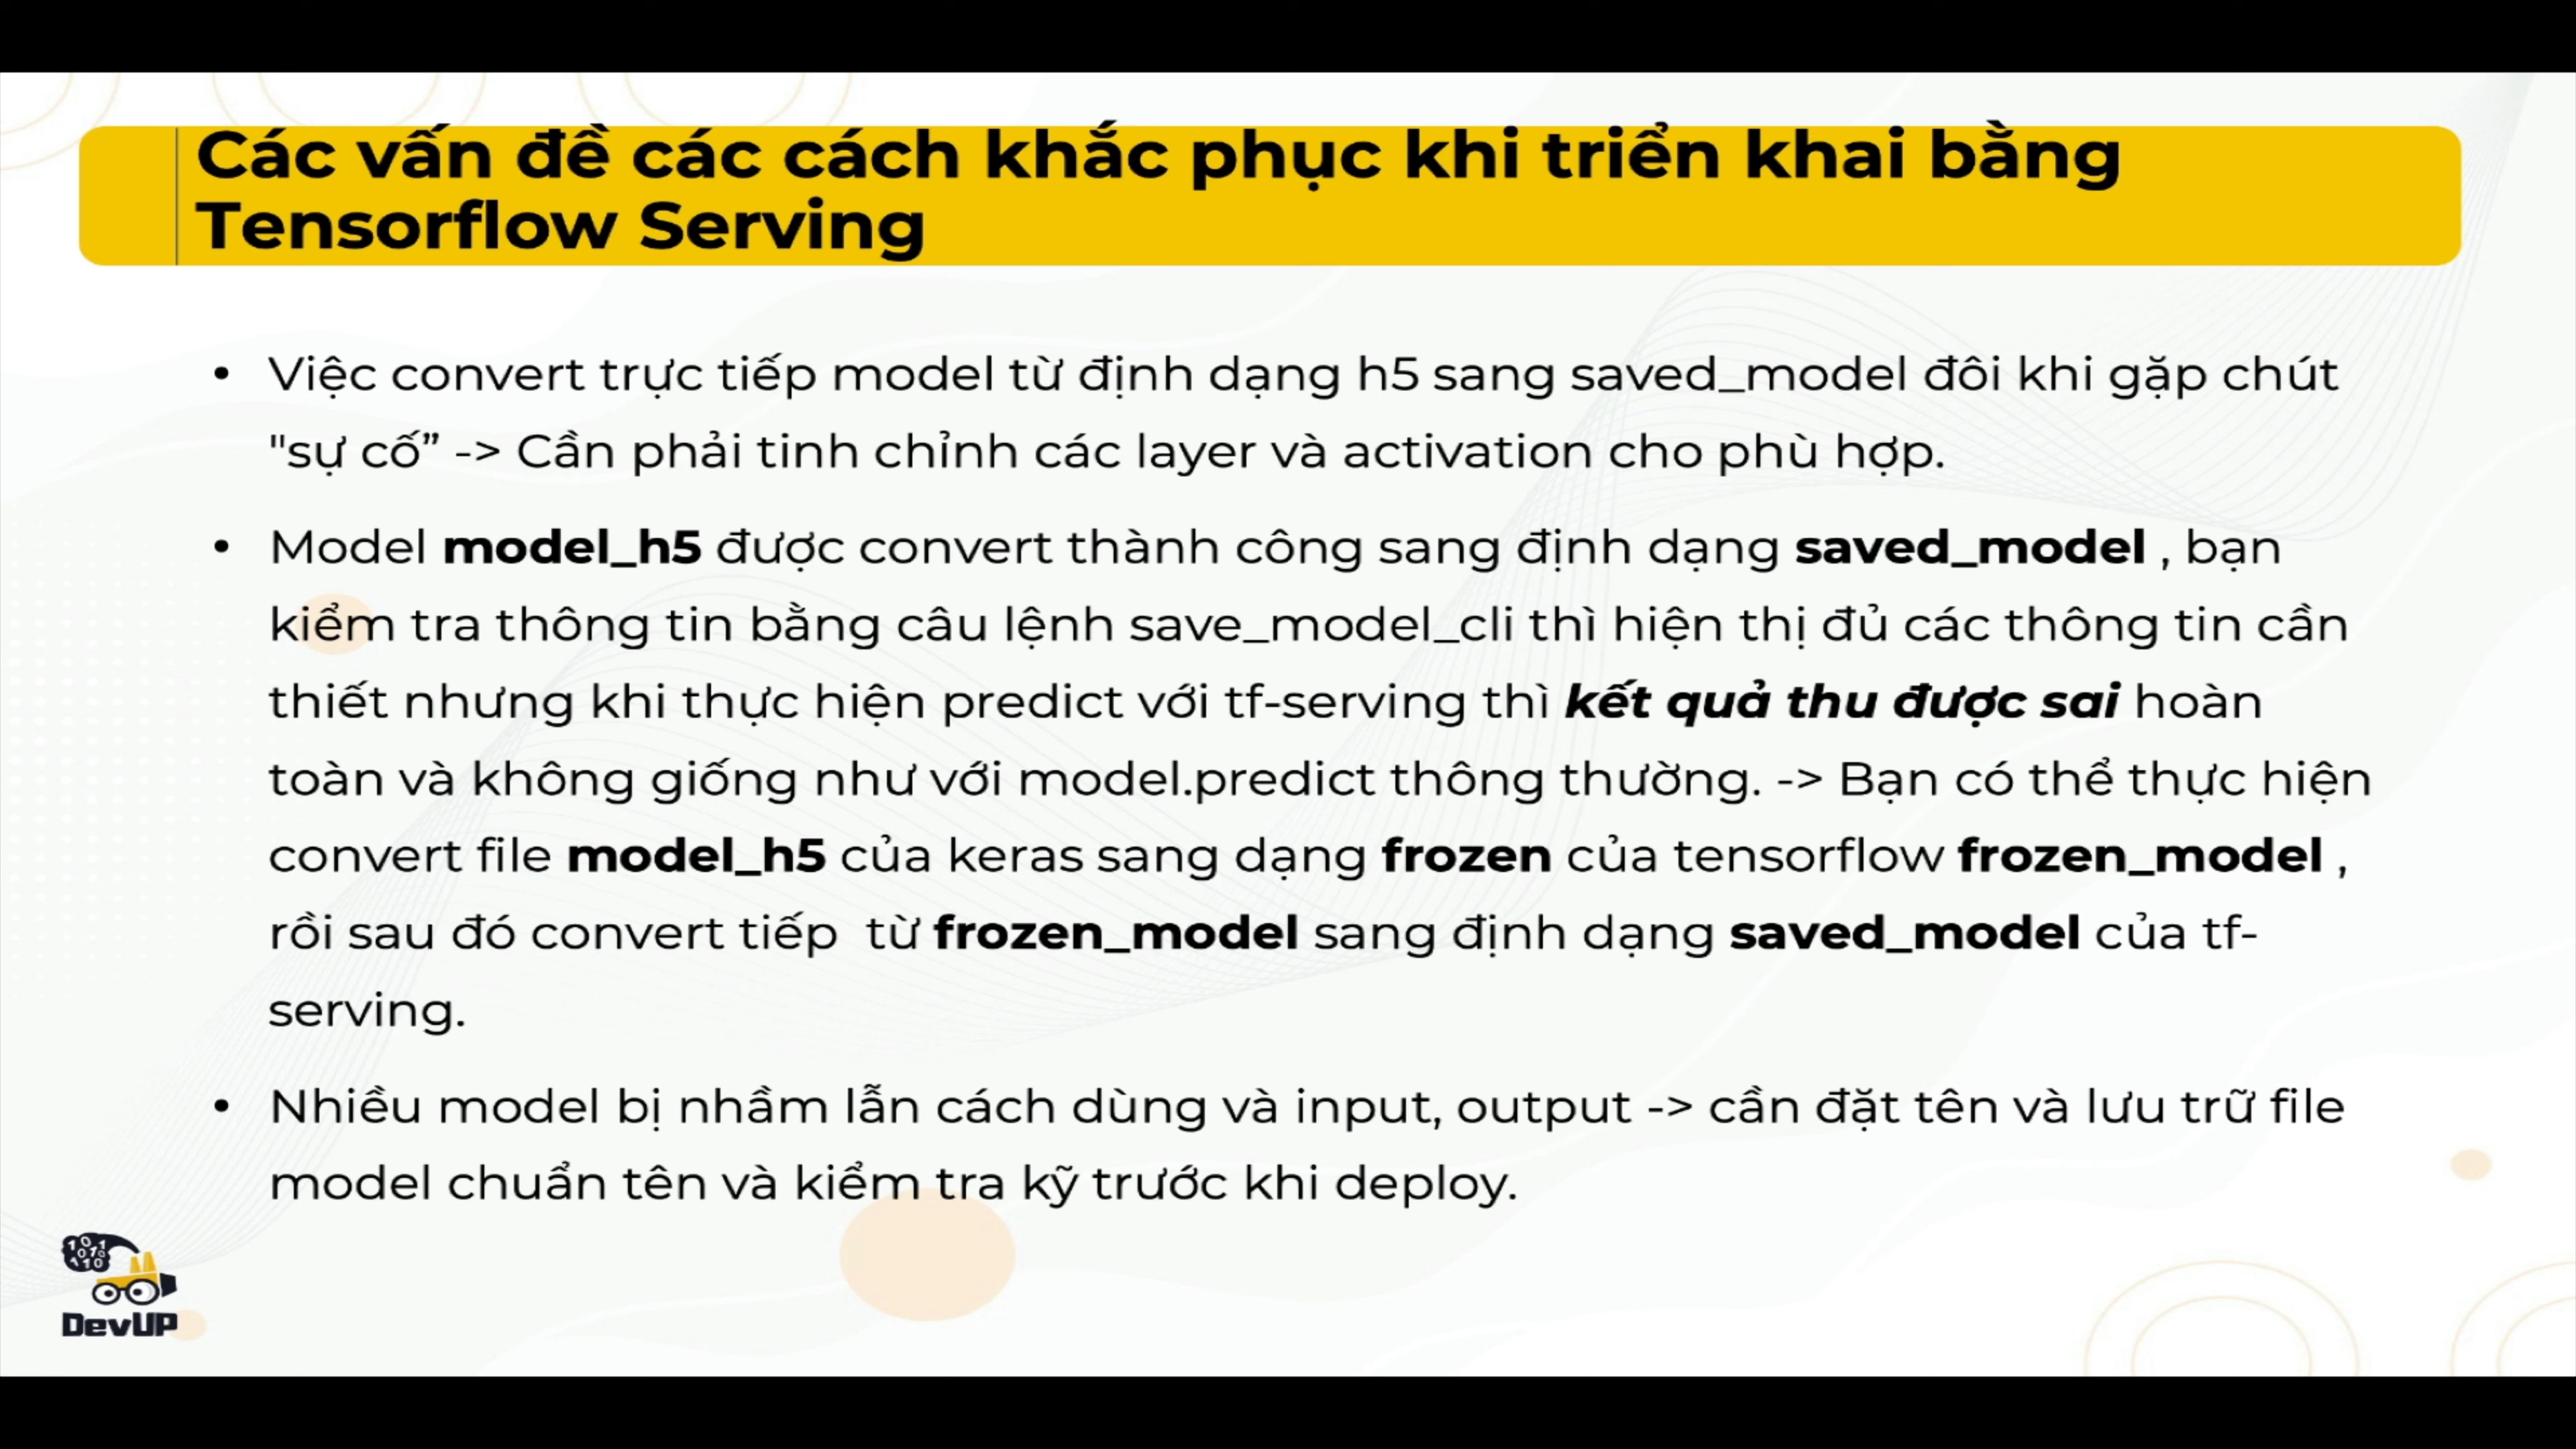 Các vấn đề các cách khắc phục khi triển khai bằng
Tensorflow Serving
• Việc convert trực tiếp model từ định dạng h5 sang saved_model đôi khi gặp chút
"sự cố” -> Cần phải tinh chỉnh các layer và activation cho phù hợp.
• Model model_h5 được convert thành công sang định dạng saved_model , bạn
kiểm tra thông tin bằng câu lệnh save_model_cli thì hiện thị đủ các thông tin cần
thiết nhưng khi thực hiện predict với tf-serving thì kết quả thu được sai hoàn
toàn và không giống như với model.predict thông thường. -> Bạn có thể thực hiện
convert file model_h5 của keras sang dạng frozen của tensorflow frozen_model ,
rồi sau đó convert tiếp  từ frozen_model sang định dạng saved_model của tf-
serving.
• Nhiều model bị nhầm lẫn cách dùng và input, output -> cần đặt tên và lưu trữ file
model chuẩn tên và kiểm tra kỹ trước khi deploy.
101
010
10
DevUP